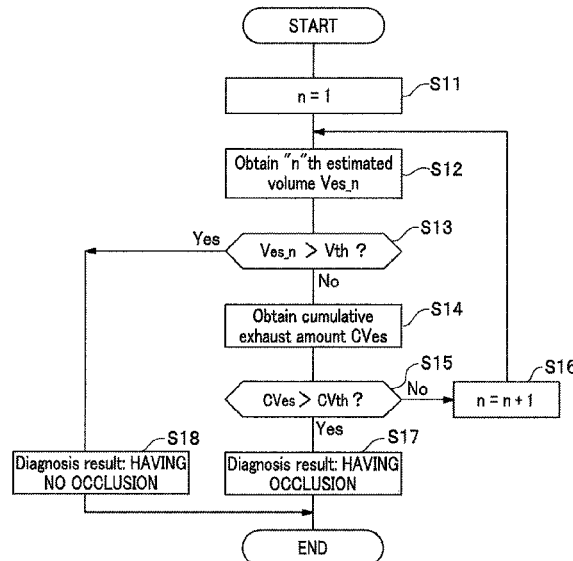 START
S11
n = 1
S12
Obtain "n"th estimated
volume Ves_n
S13
Yes
Ves_n > Vth ?
No
S14
Obtain cumulative
exhaust amount CVes
S15
S16
CVes > CVth ?
No
n = n + 1
Yes
S18
S17
Diagnosis result: HAVING
NO OCCLUSION
Diagnosis result: HAVING
OCCLUSION
END